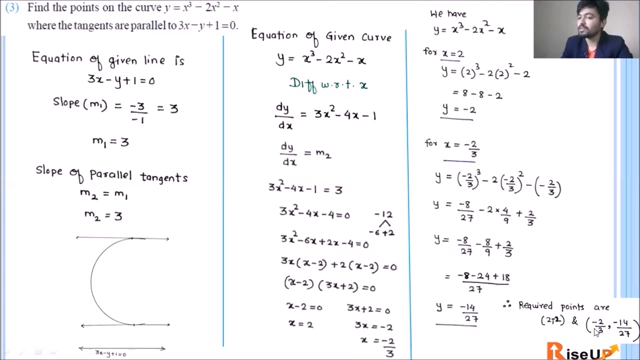 (3) Find the points on the curve y = x³ − 2x² − x
where the tangents are parallel to 3x − y + 1 = 0.
Equation of given line is
3x-y+1=0
Slope (m₁) = -3/-1 = 3
m₁ = 3
Slope of parallel tangents
m₂ = m₁
m₂ = 3
3x-y+1=0
Equation of Given Curve
y = x³ - 2x² - x
Diff w.r.t. x
dy/dx = 3x² - 4x - 1
dy/dx = m₂
3x² - 4x - 1 = 3
3x² - 4x - 4 = 0
-12
-6 +2
3x² - 6x + 2x - 4 = 0
3x (x-2) + 2 (x-2) = 0
(x-2) (3x+2) = 0
x-2=0 3x+2=0
x=2 3x = -2
x = -2/3
We have
y = x³ - 2x² - x
for x=2
y = (2)³ - 2(2)² - 2
= 8 - 8 - 2
y = -2
for x = -2/3
y = (-2/3)³ - 2(-2/3)² - (-2/3)
y = -8/27 - 2 × 4/9 + 2/3
y = -8/27 - 8/9 + 2/3
= -8-24+18/27
y = -14/27
∴ Required points are
(2,-2) & (-2/3, -14/27)
RiseUP